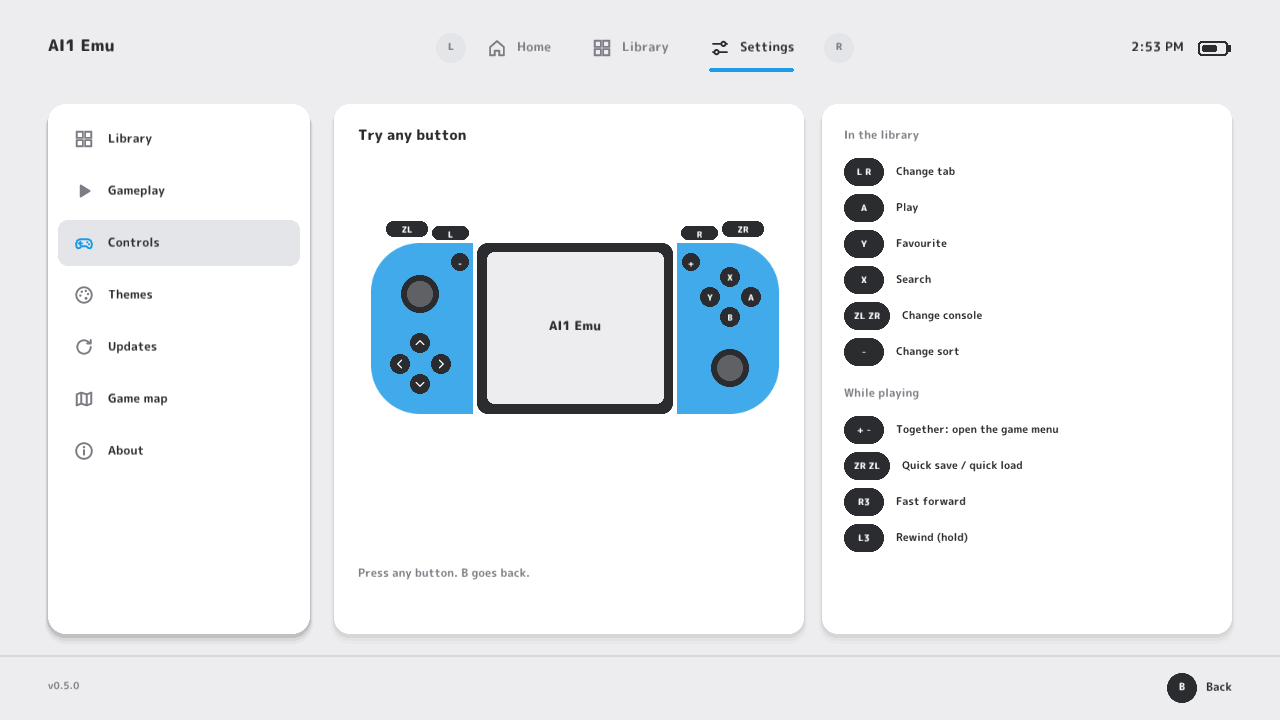 AI1 Emu
L
Home
Library
Settings
R
2:53 PM
Library
Gameplay
Controls
Themes
Updates
Game map
About
Try any button
ZL
L
R
ZR
-
+
X
Y
A
B
AI1 Emu
Press any button. B goes back.
In the library
L R Change tab
A Play
Y Favourite
X Search
ZL ZR Change console
- Change sort
While playing
+ - Together: open the game menu
ZR ZL Quick save / quick load
R3 Fast forward
L3 Rewind (hold)
v0.5.0
B Back